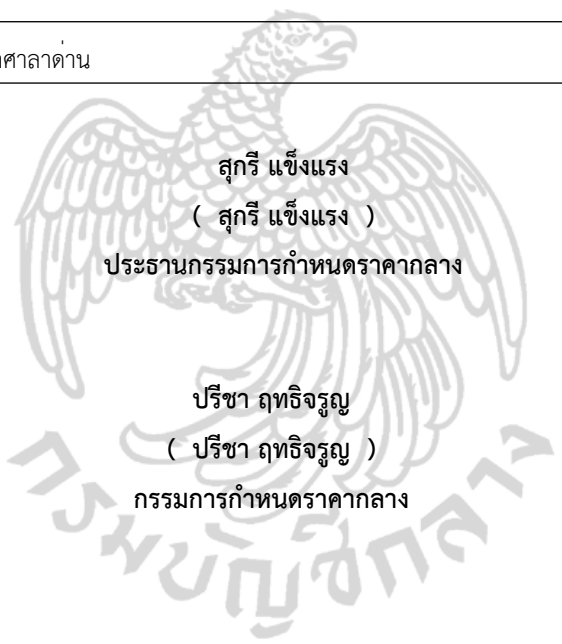 ศาลาด่าน
สุกรี แข็งแรง
( สุกรี แข็งแรง )
ประธานกรรมการกำหนดราคากลาง
ปรีชา ฤทธิจรูญ
( ปรีชา ฤทธิจรูญ )
กรรมการกำหนดราคากลาง
กรมบัญชีกลาง